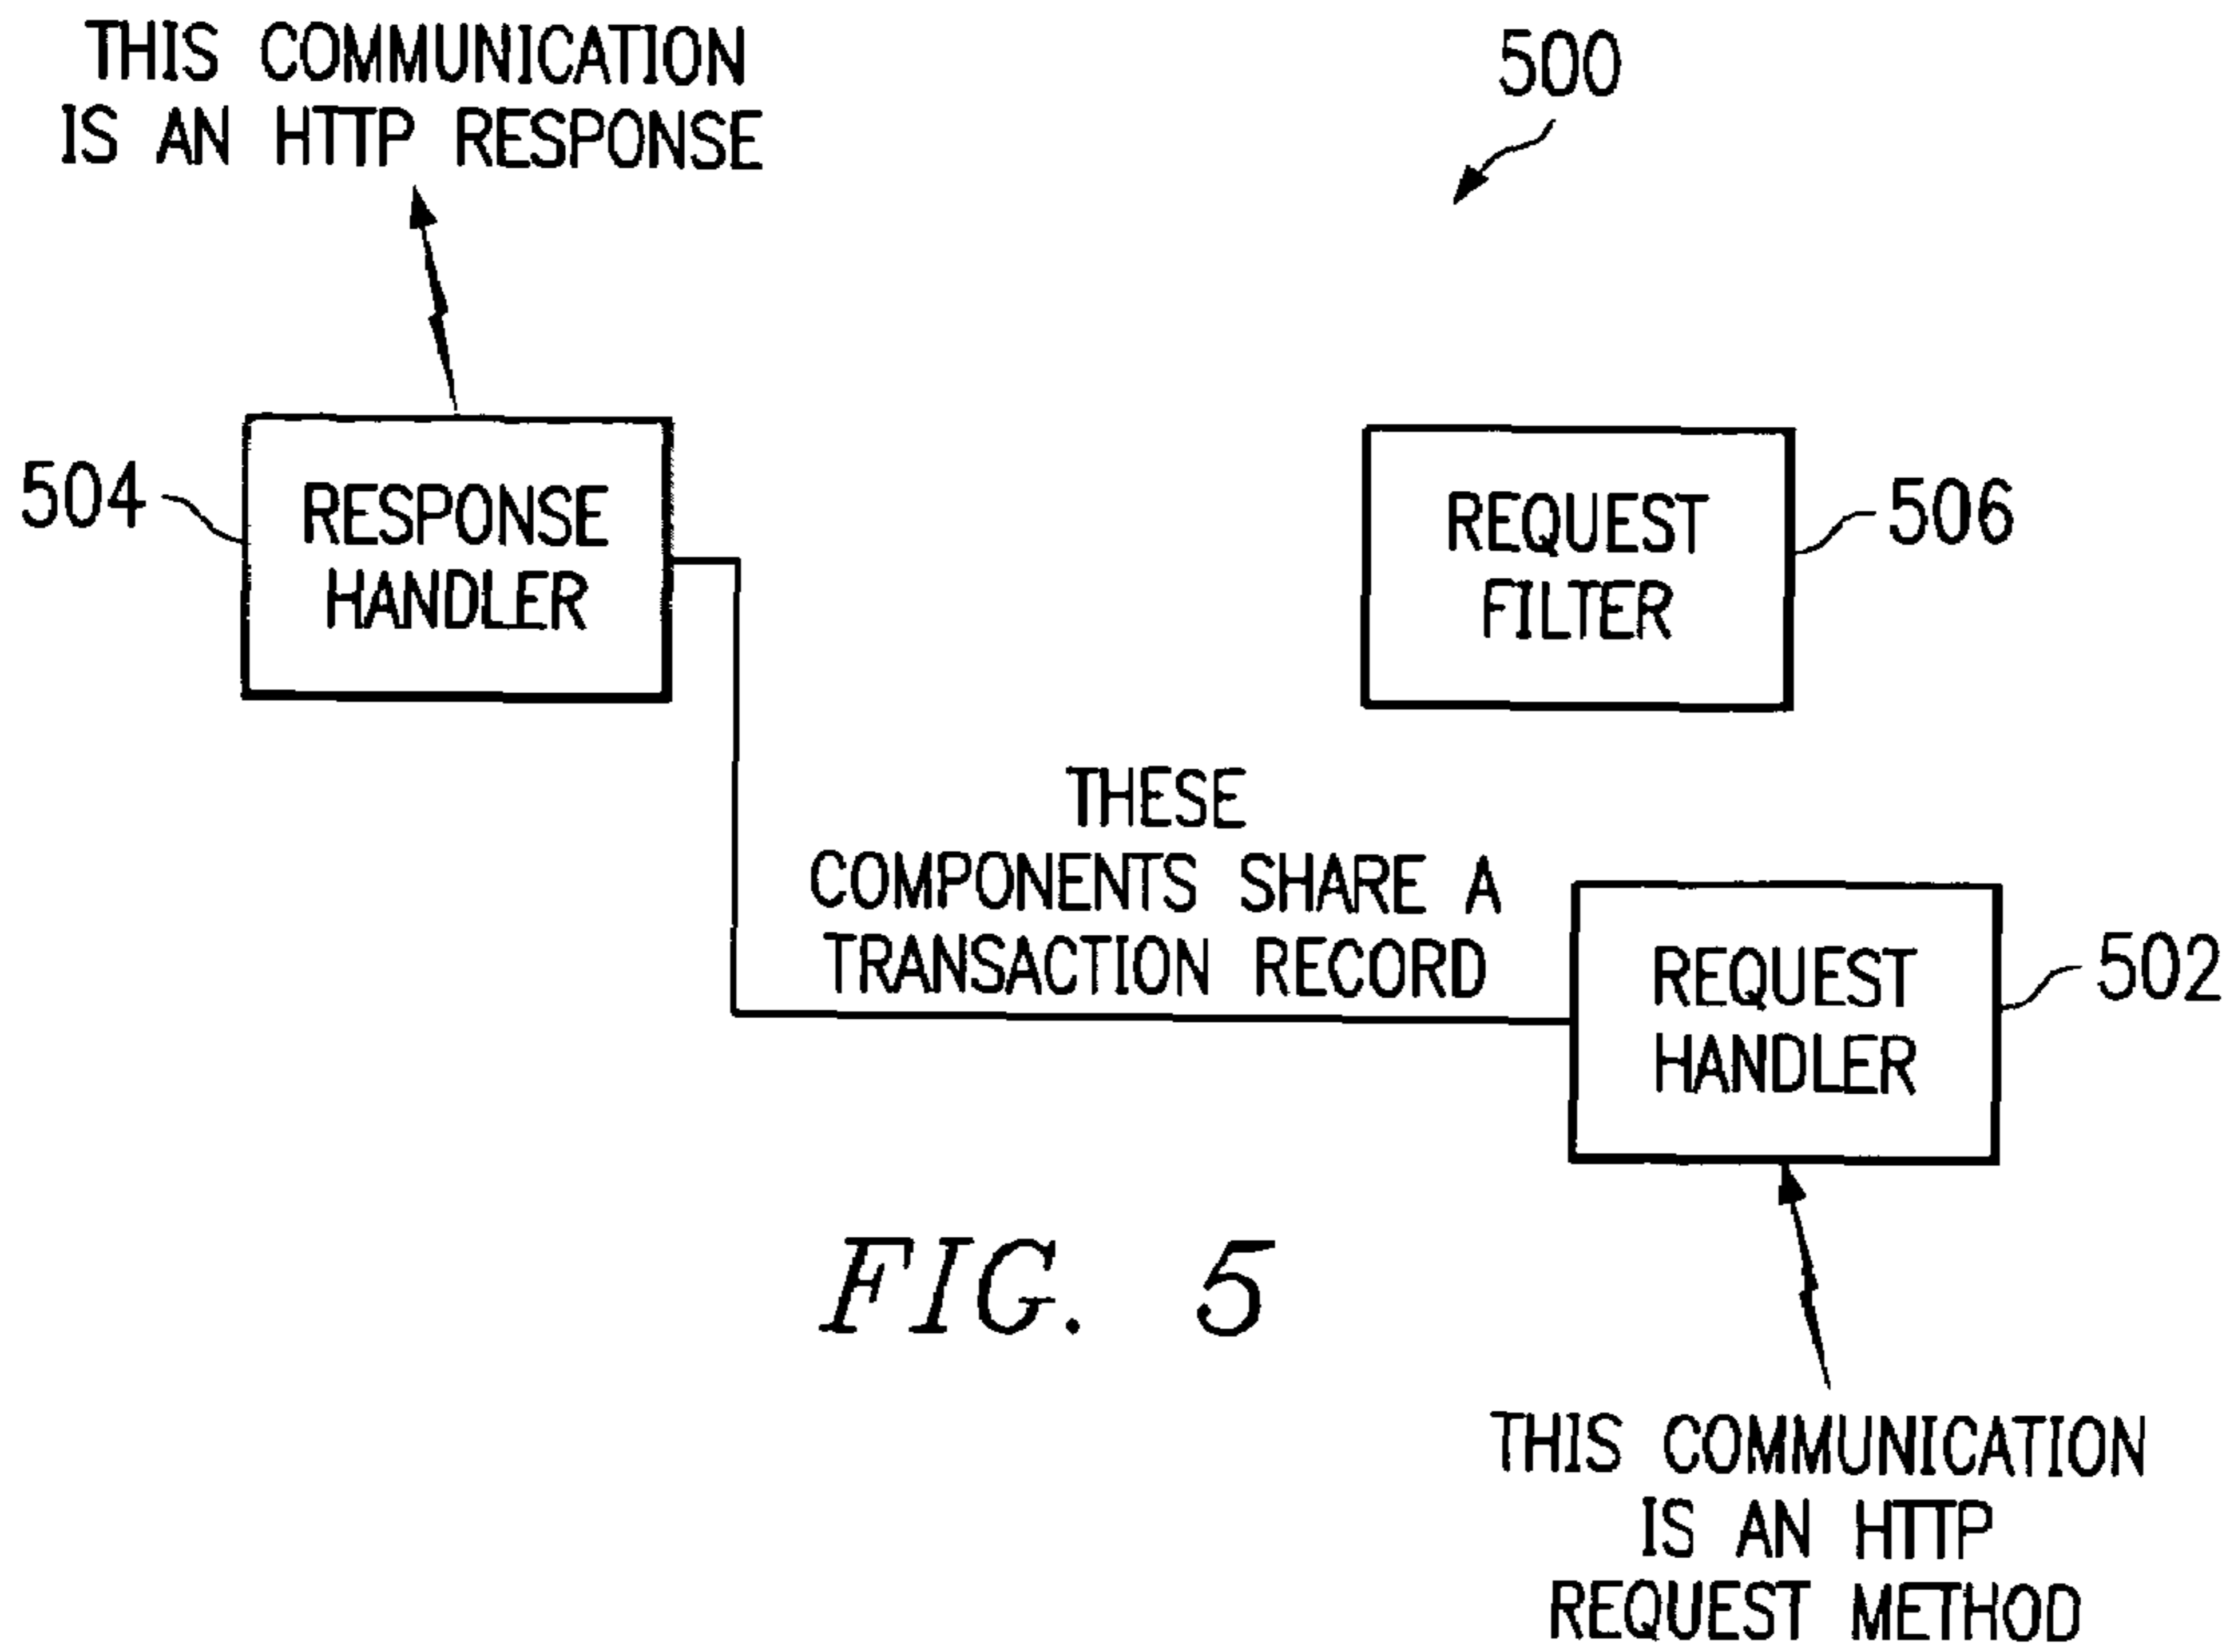 THIS COMMUNICATION
IS AN HTTP RESPONSE
500
504
RESPONSE
HANDLER
REQUEST
FILTER
506
THESE
COMPONENTS SHARE A
TRANSACTION RECORD
REQUEST
HANDLER
502
FIG. 5
THIS COMMUNICATION
IS AN HTTP
REQUEST METHOD